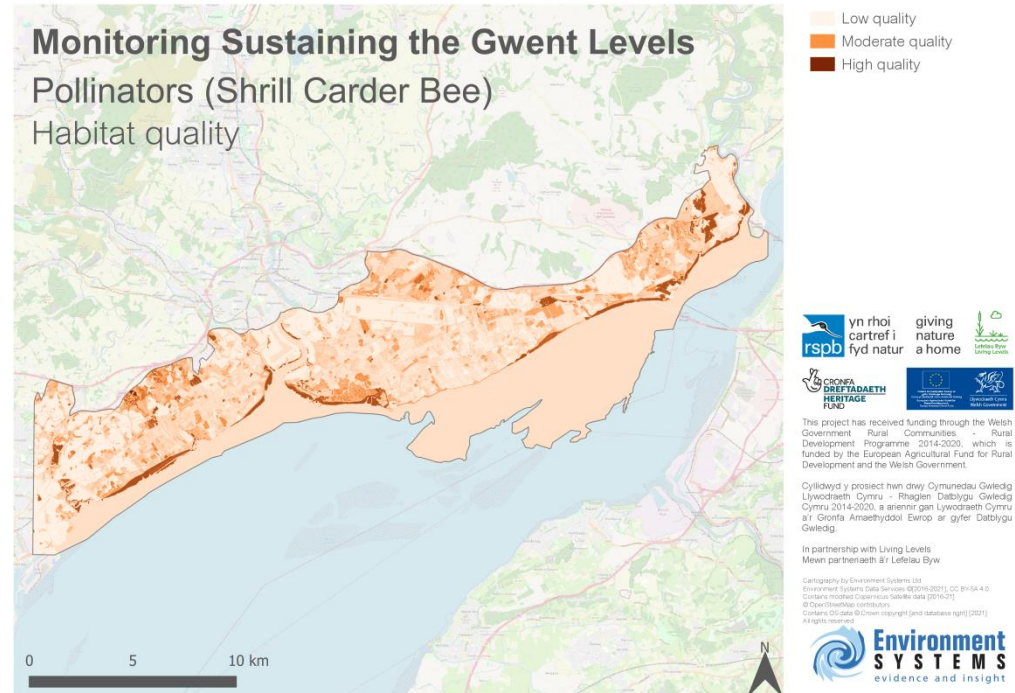 Monitoring Sustaining the Gwent Levels
Pollinators (Shrill Carder Bee)
Habitat quality
Low quality
Moderate quality
High quality
0 5 10 km
N
rspb
yn rhoi
cartref i
fyd natur
giving
nature
a home
Lefelau Byw
Living Levels
CRONFA
DREFTADAETH
HERITAGE
FUND
Llywodraeth Cymru
Welsh Government
This project has received funding through the Welsh
Government Rural Communities - Rural
Development Programme 2014-2020, which is
funded by the European Agricultural Fund for Rural
Development and the Welsh Government.
Cyllidwyd y prosiect hwn drwy Cymunedau Gwledig
Llywodraeth Cymru - Rhaglen Datblygu Gwledig
Cymru 2014-2020, a ariennir gan Lywodraeth Cymru
a'r Gronfa Amaethyddol Ewrop ar gyfer Datblygu
Gwledig.
In partnership with Living Levels
Mewn partneriaeth â'r Lefelau Byw
Cartography by Environment Systems Ltd
Environment Systems Data Services ©[2016-2021], CC BY-SA 4.0
Contains modified Copernicus Satellite data [2016-21]
© OpenStreetMap contributors
Contains OS data © Crown copyright [and database right] [2021]
All rights reserved
Environment
SYSTEMS
evidence and insight